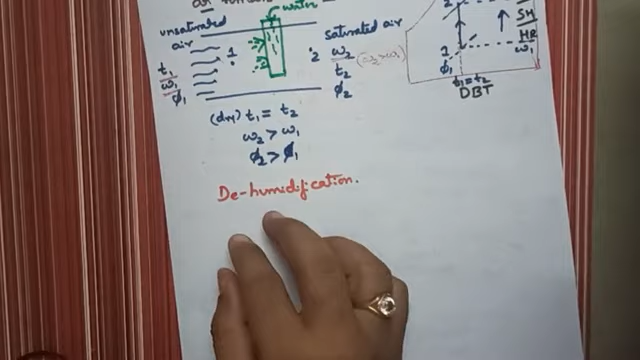 water
unsaturated
air
saturated air
1
2
ω2
(ω2>ω1)
t1
ω1
ϕ1
t2
ϕ2
(dry) t1 = t2
ω2 > ω1
ϕ2 > ϕ1
De-humidification.
2
SH
HR
1
ω1
ϕ1
t1=t2
DBT